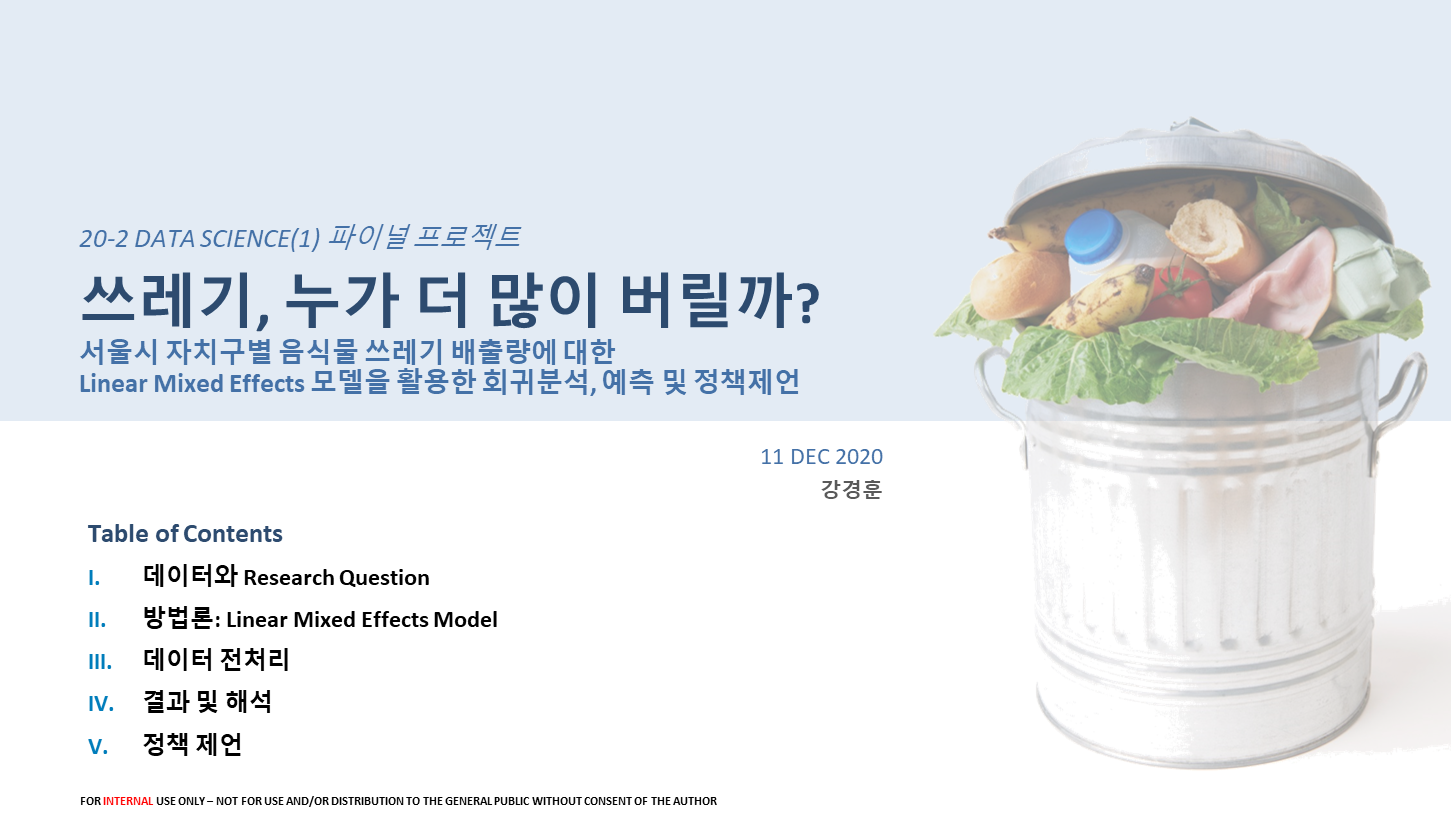 20-2 DATA SCIENCE(1) 파이널 프로젝트
쓰레기, 누가 더 많이 버릴까?
서울시 자치구별 음식물 쓰레기 배출량에 대한
Linear Mixed Effects 모델을 활용한 회귀분석, 예측 및 정책제언
11 DEC 2020
강경훈
Table of Contents
I. 데이터와 Research Question
II. 방법론: Linear Mixed Effects Model
III. 데이터 전처리
IV. 결과 및 해석
V. 정책 제언
FOR INTERNAL USE ONLY – NOT FOR USE AND/OR DISTRIBUTION TO THE GENERAL PUBLIC WITHOUT CONSENT OF THE AUTHOR